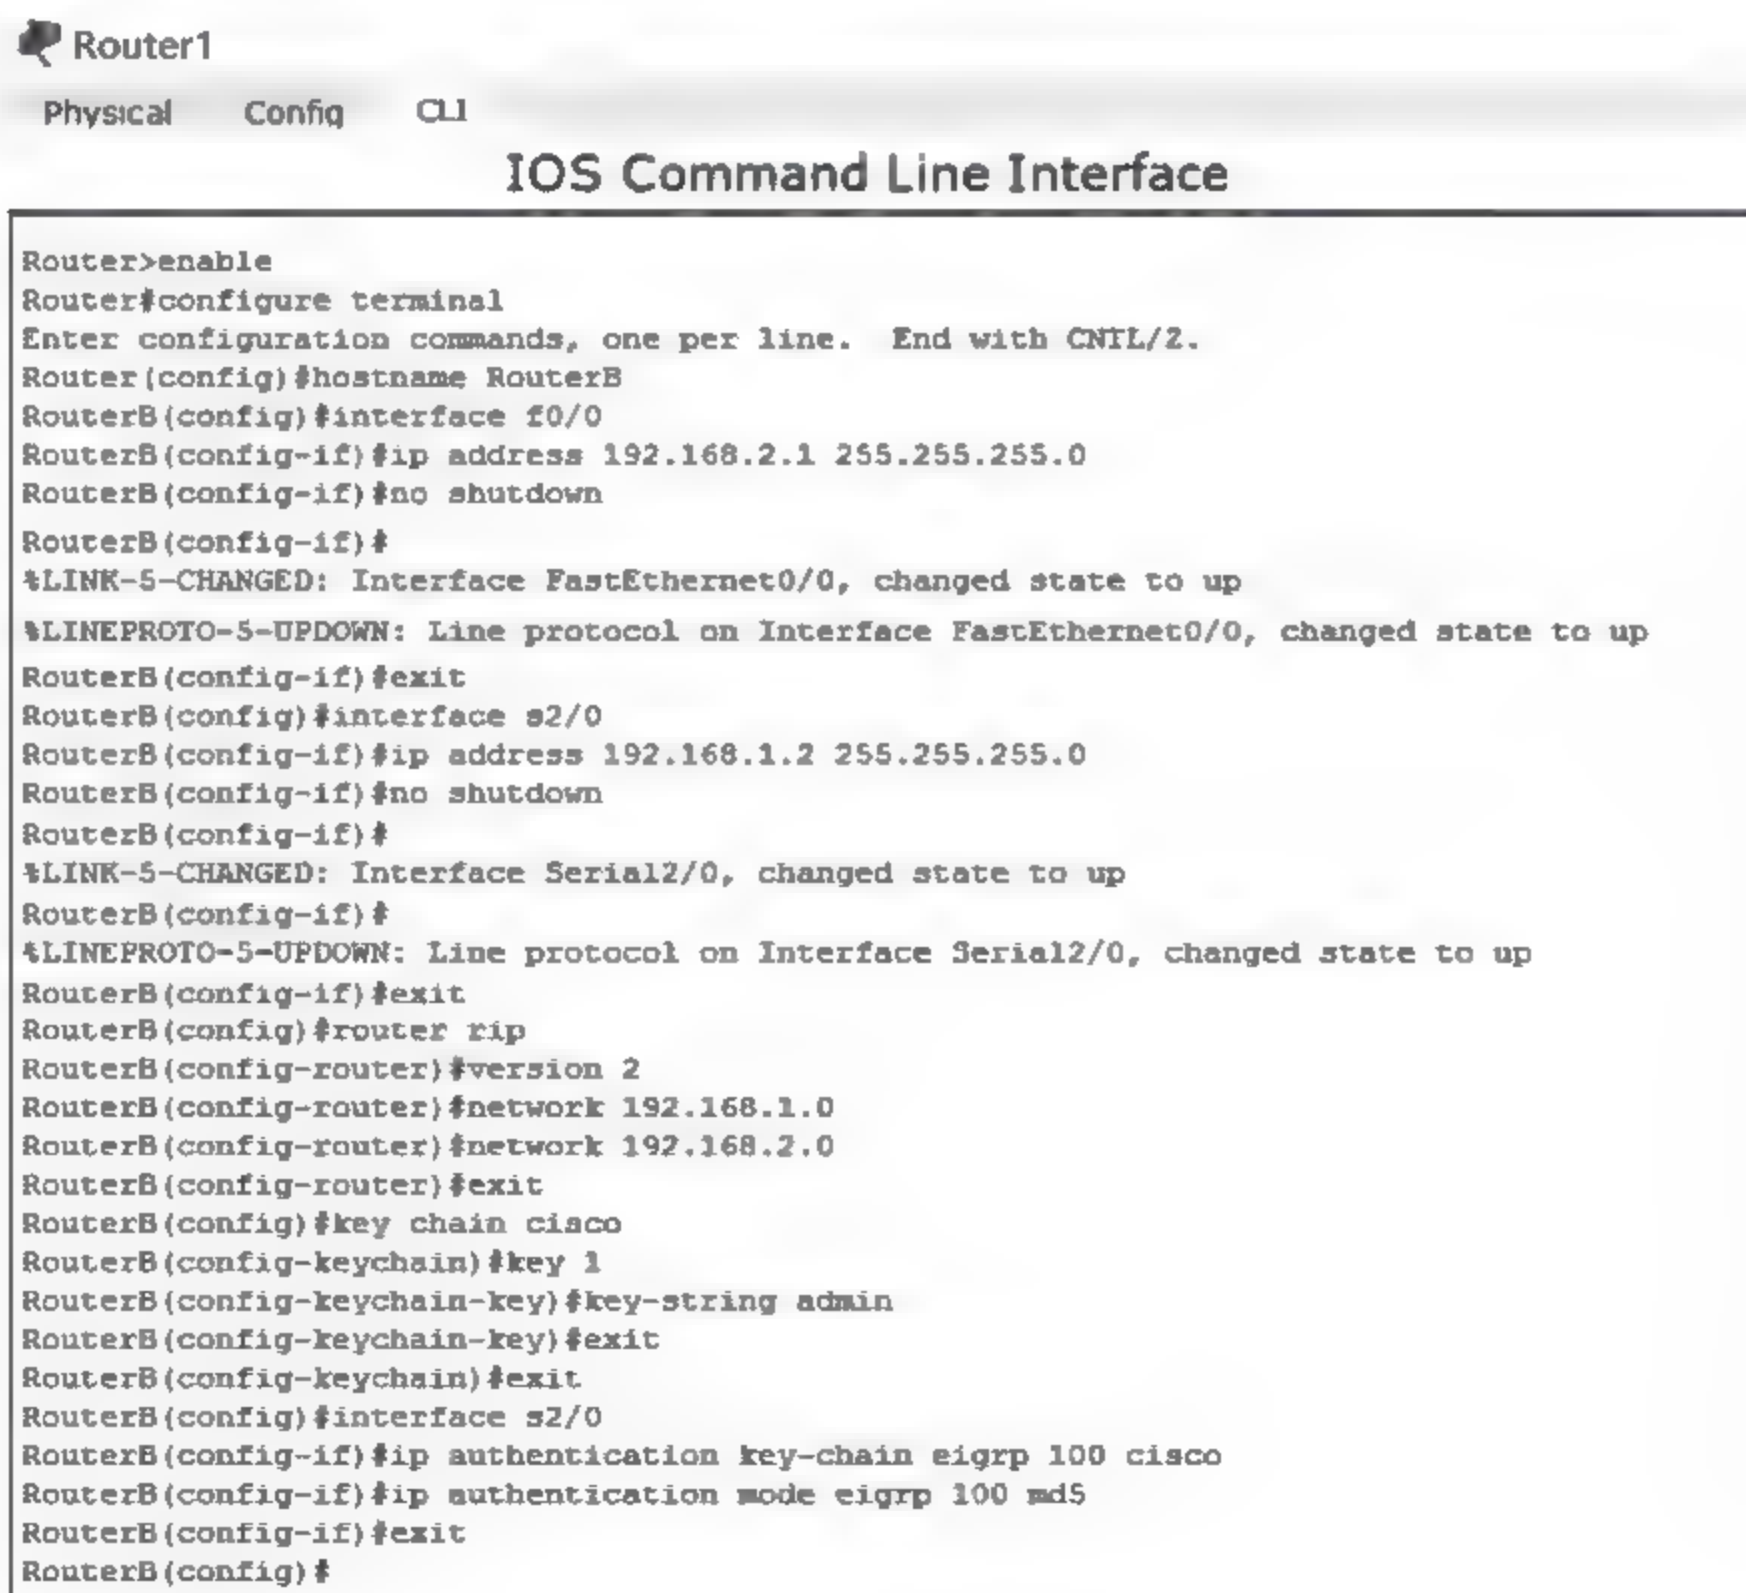 Router1
Physical Config CLI
IOS Command Line Interface
Router>enable
Router#configure terminal
Enter configuration commands, one per line.  End with CNTL/Z.
Router(config)#hostname RouterB
RouterB(config)#interface f0/0
RouterB(config-if)#ip address 192.168.2.1 255.255.255.0
RouterB(config-if)#no shutdown
RouterB(config-if)#
%LINK-5-CHANGED: Interface FastEthernet0/0, changed state to up
%LINEPROTO-5-UPDOWN: Line protocol on Interface FastEthernet0/0, changed state to up
RouterB(config-if)#exit
RouterB(config)#interface s2/0
RouterB(config-if)#ip address 192.168.1.2 255.255.255.0
RouterB(config-if)#no shutdown
RouterB(config-if)#
%LINK-5-CHANGED: Interface Serial2/0, changed state to up
RouterB(config-if)#
%LINEPROTO-5-UPDOWN: Line protocol on Interface Serial2/0, changed state to up
RouterB(config-if)#exit
RouterB(config)#router rip
RouterB(config-router)#version 2
RouterB(config-router)#network 192.168.1.0
RouterB(config-router)#network 192.168.2.0
RouterB(config-router)#exit
RouterB(config)#key chain cisco
RouterB(config-keychain)#key 1
RouterB(config-keychain-key)#key-string admin
RouterB(config-keychain-key)#exit
RouterB(config-keychain)#exit
RouterB(config)#interface s2/0
RouterB(config-if)#ip authentication key-chain eigrp 100 cisco
RouterB(config-if)#ip authentication mode eigrp 100 md5
RouterB(config-if)#exit
RouterB(config)#